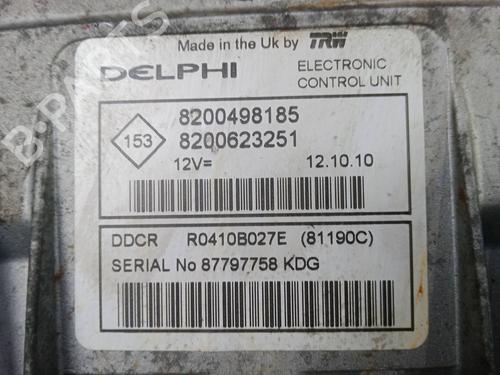 Made in the Uk by TRW
DELPHI
ELECTRONIC
CONTROL UNIT
153
8200498185
8200623251
12V=
12.10.10
DDCR R0410B027E (81190C)
SERIAL No 87797758 KDG
B-PARTS